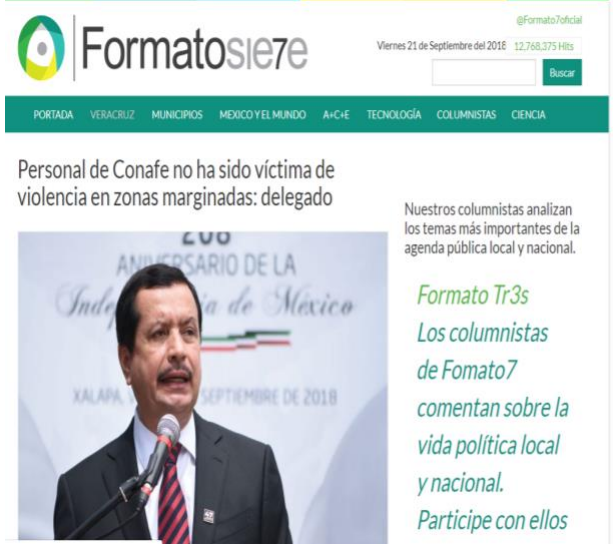 @Formato7oficial
FormatosIe7e
Viernes 21 de Septiembre del 2018 12,768,375 Hits
Buscar
PORTADA VERACRUZ MUNICIPIOS MEXICO Y EL MUNDO A+C+E TECNOLOGÍA COLUMNISTAS CIENCIA
Personal de Conafe no ha sido víctima de
violencia en zonas marginadas: delegado
208
ANIVERSARIO DE LA
Independencia de México
XALAPA, SEPTIEMBRE DE 2018
Nuestros columnistas analizan
los temas más importantes de la
agenda pública local y nacional.
Formato Tr3s
Los columnistas
de Fomato7
comentan sobre la
vida política local
y nacional.
Participe con ellos